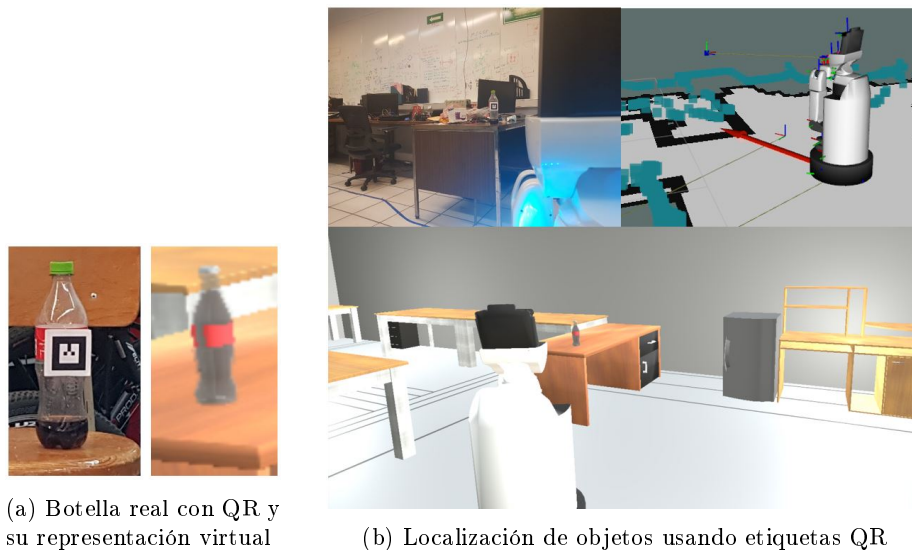 (a) Botella real con QR y
su representación virtual
(b) Localización de objetos usando etiquetas QR